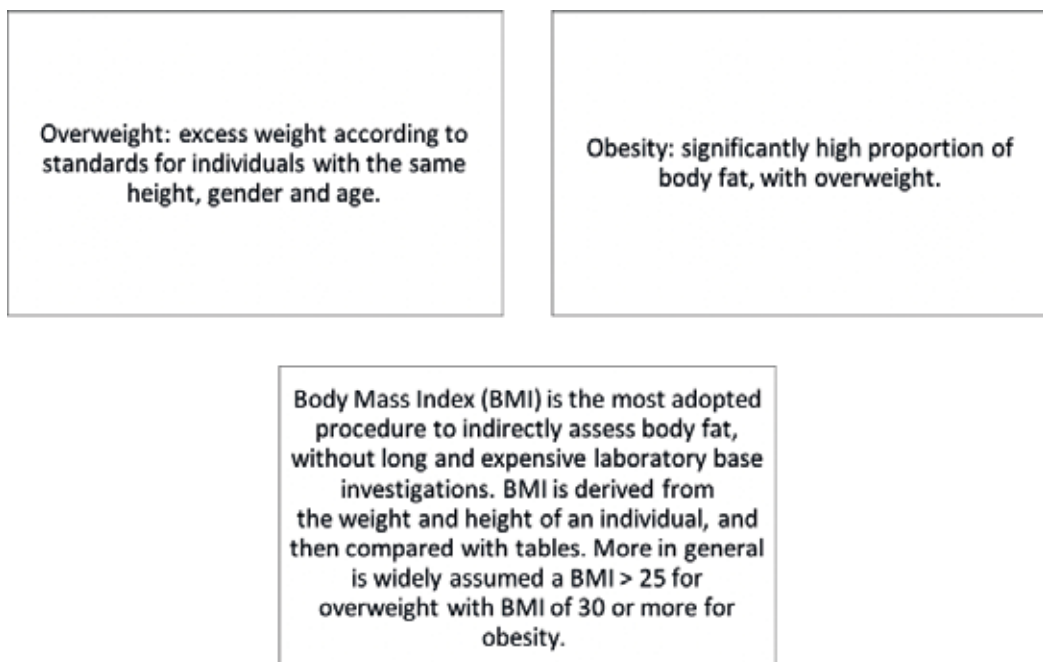 Overweight: excess weight according to
standards for individuals with the same
height, gender and age.
Obesity: significantly high proportion of
body fat, with overweight.
Body Mass Index (BMI) is the most adopted
procedure to indirectly assess body fat,
without long and expensive laboratory base
investigations. BMI is derived from
the weight and height of an individual, and
then compared with tables. More in general
is widely assumed a BMI > 25 for
overweight with BMI of 30 or more for
obesity.